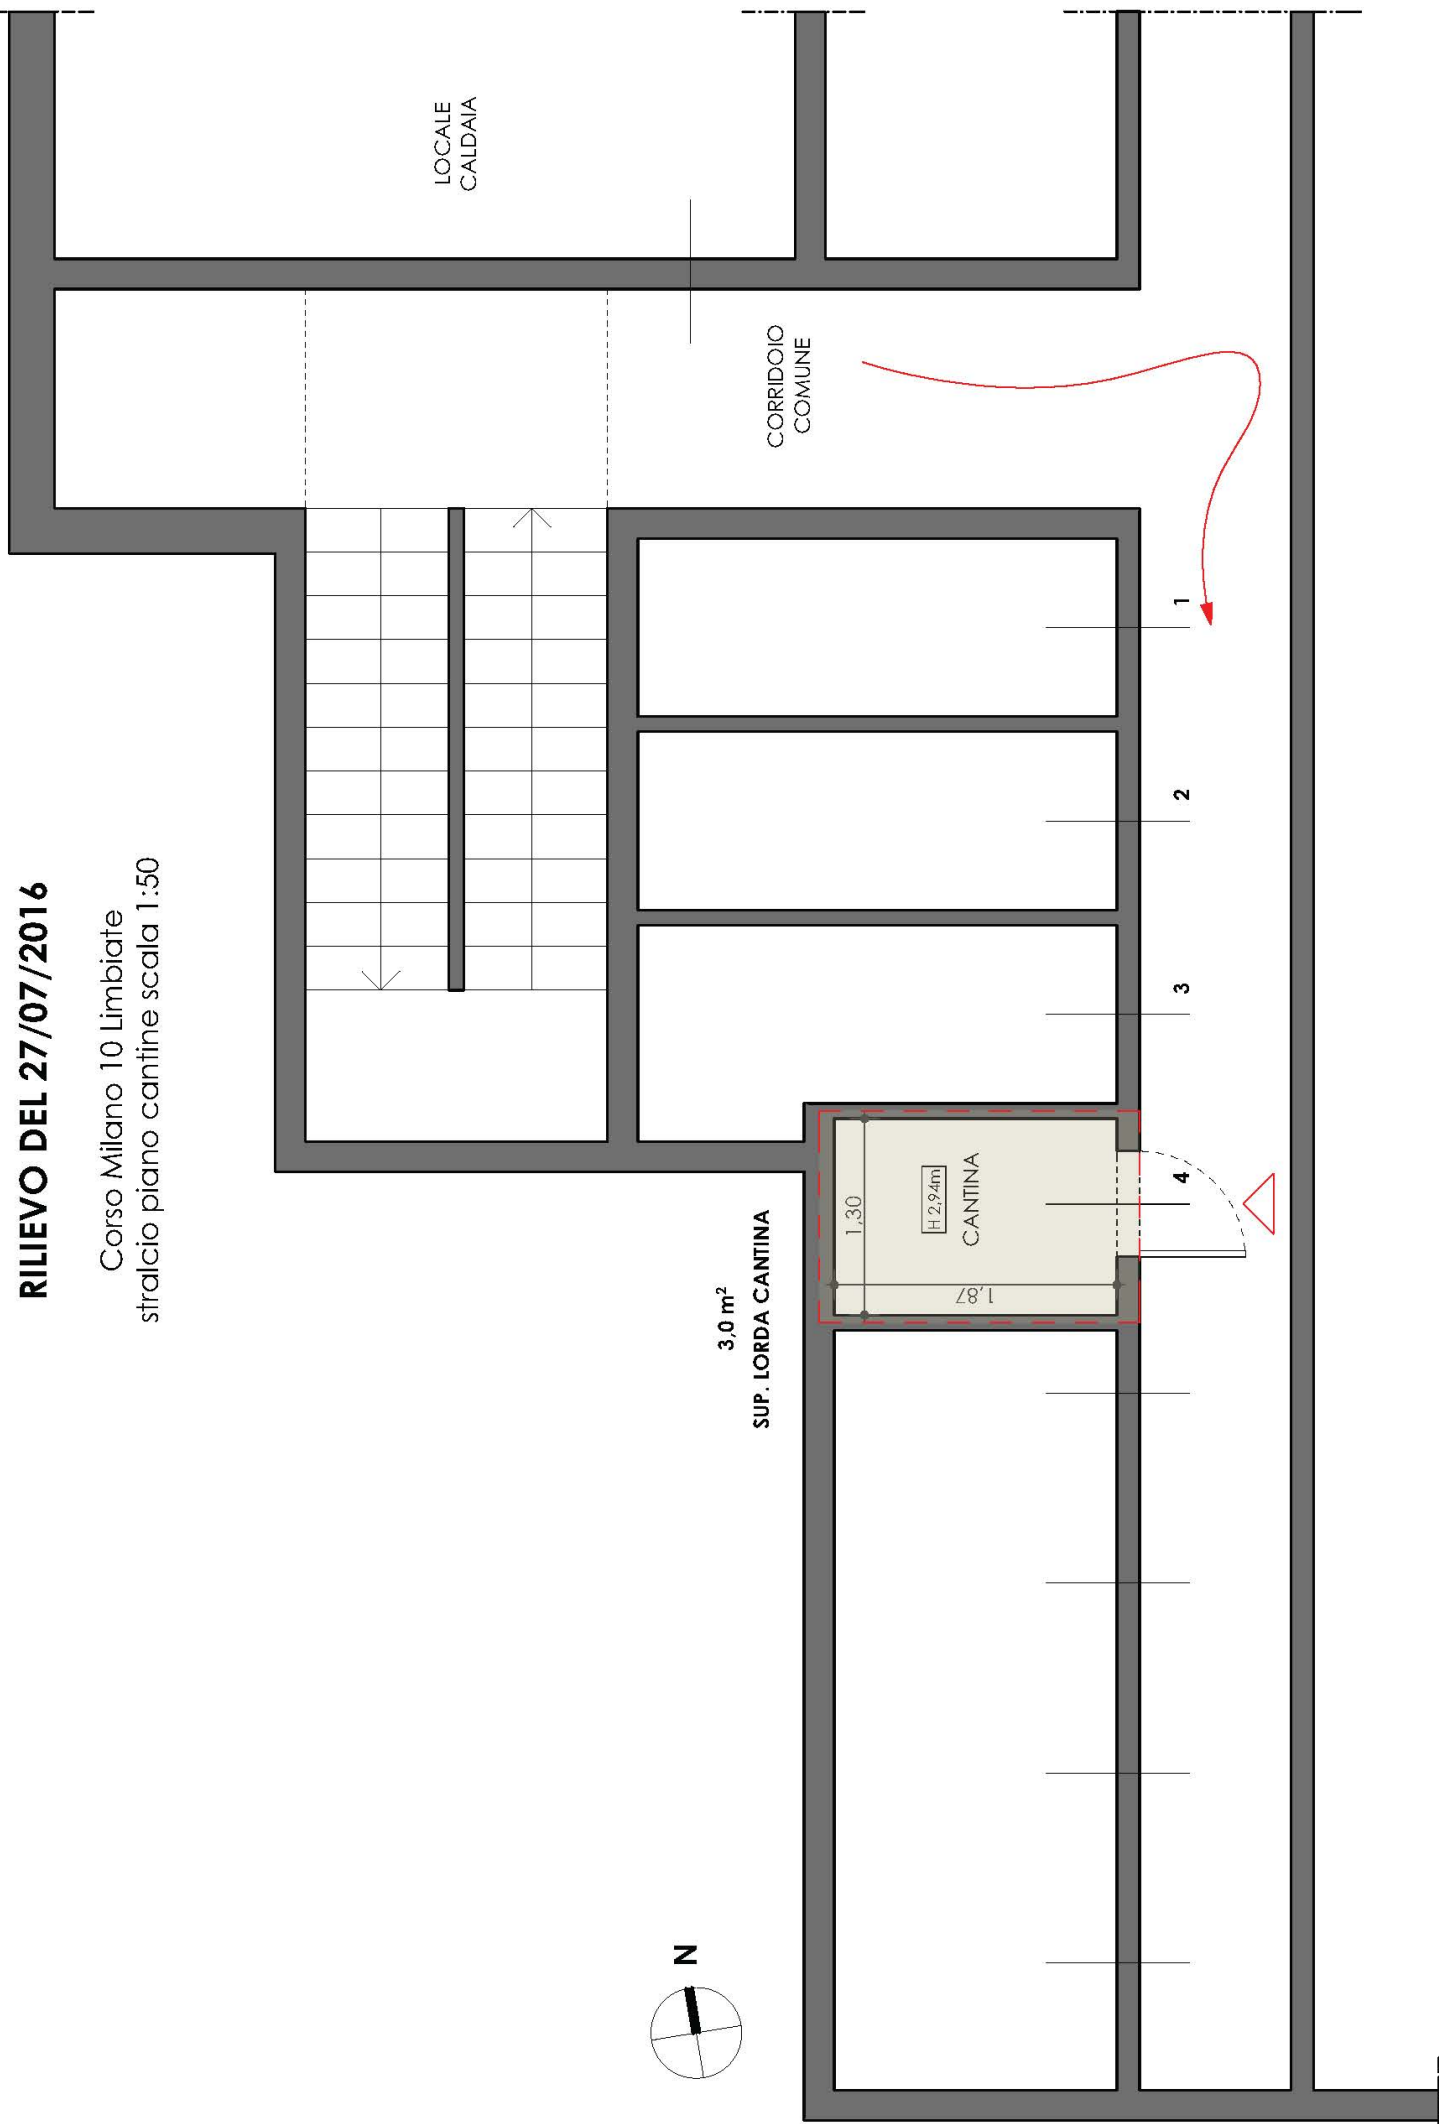 RILIEVO DEL 27/07/2016
Corso Milano 10 Limbiate
stralcio piano cantine scala 1:50
LOCALE
CALDAIA
CORRIDOIO
COMUNE
1
2
3
4
1,30
H 2,94m
CANTINA
1,87
3,0 m²
SUP. LORDA CANTINA
N